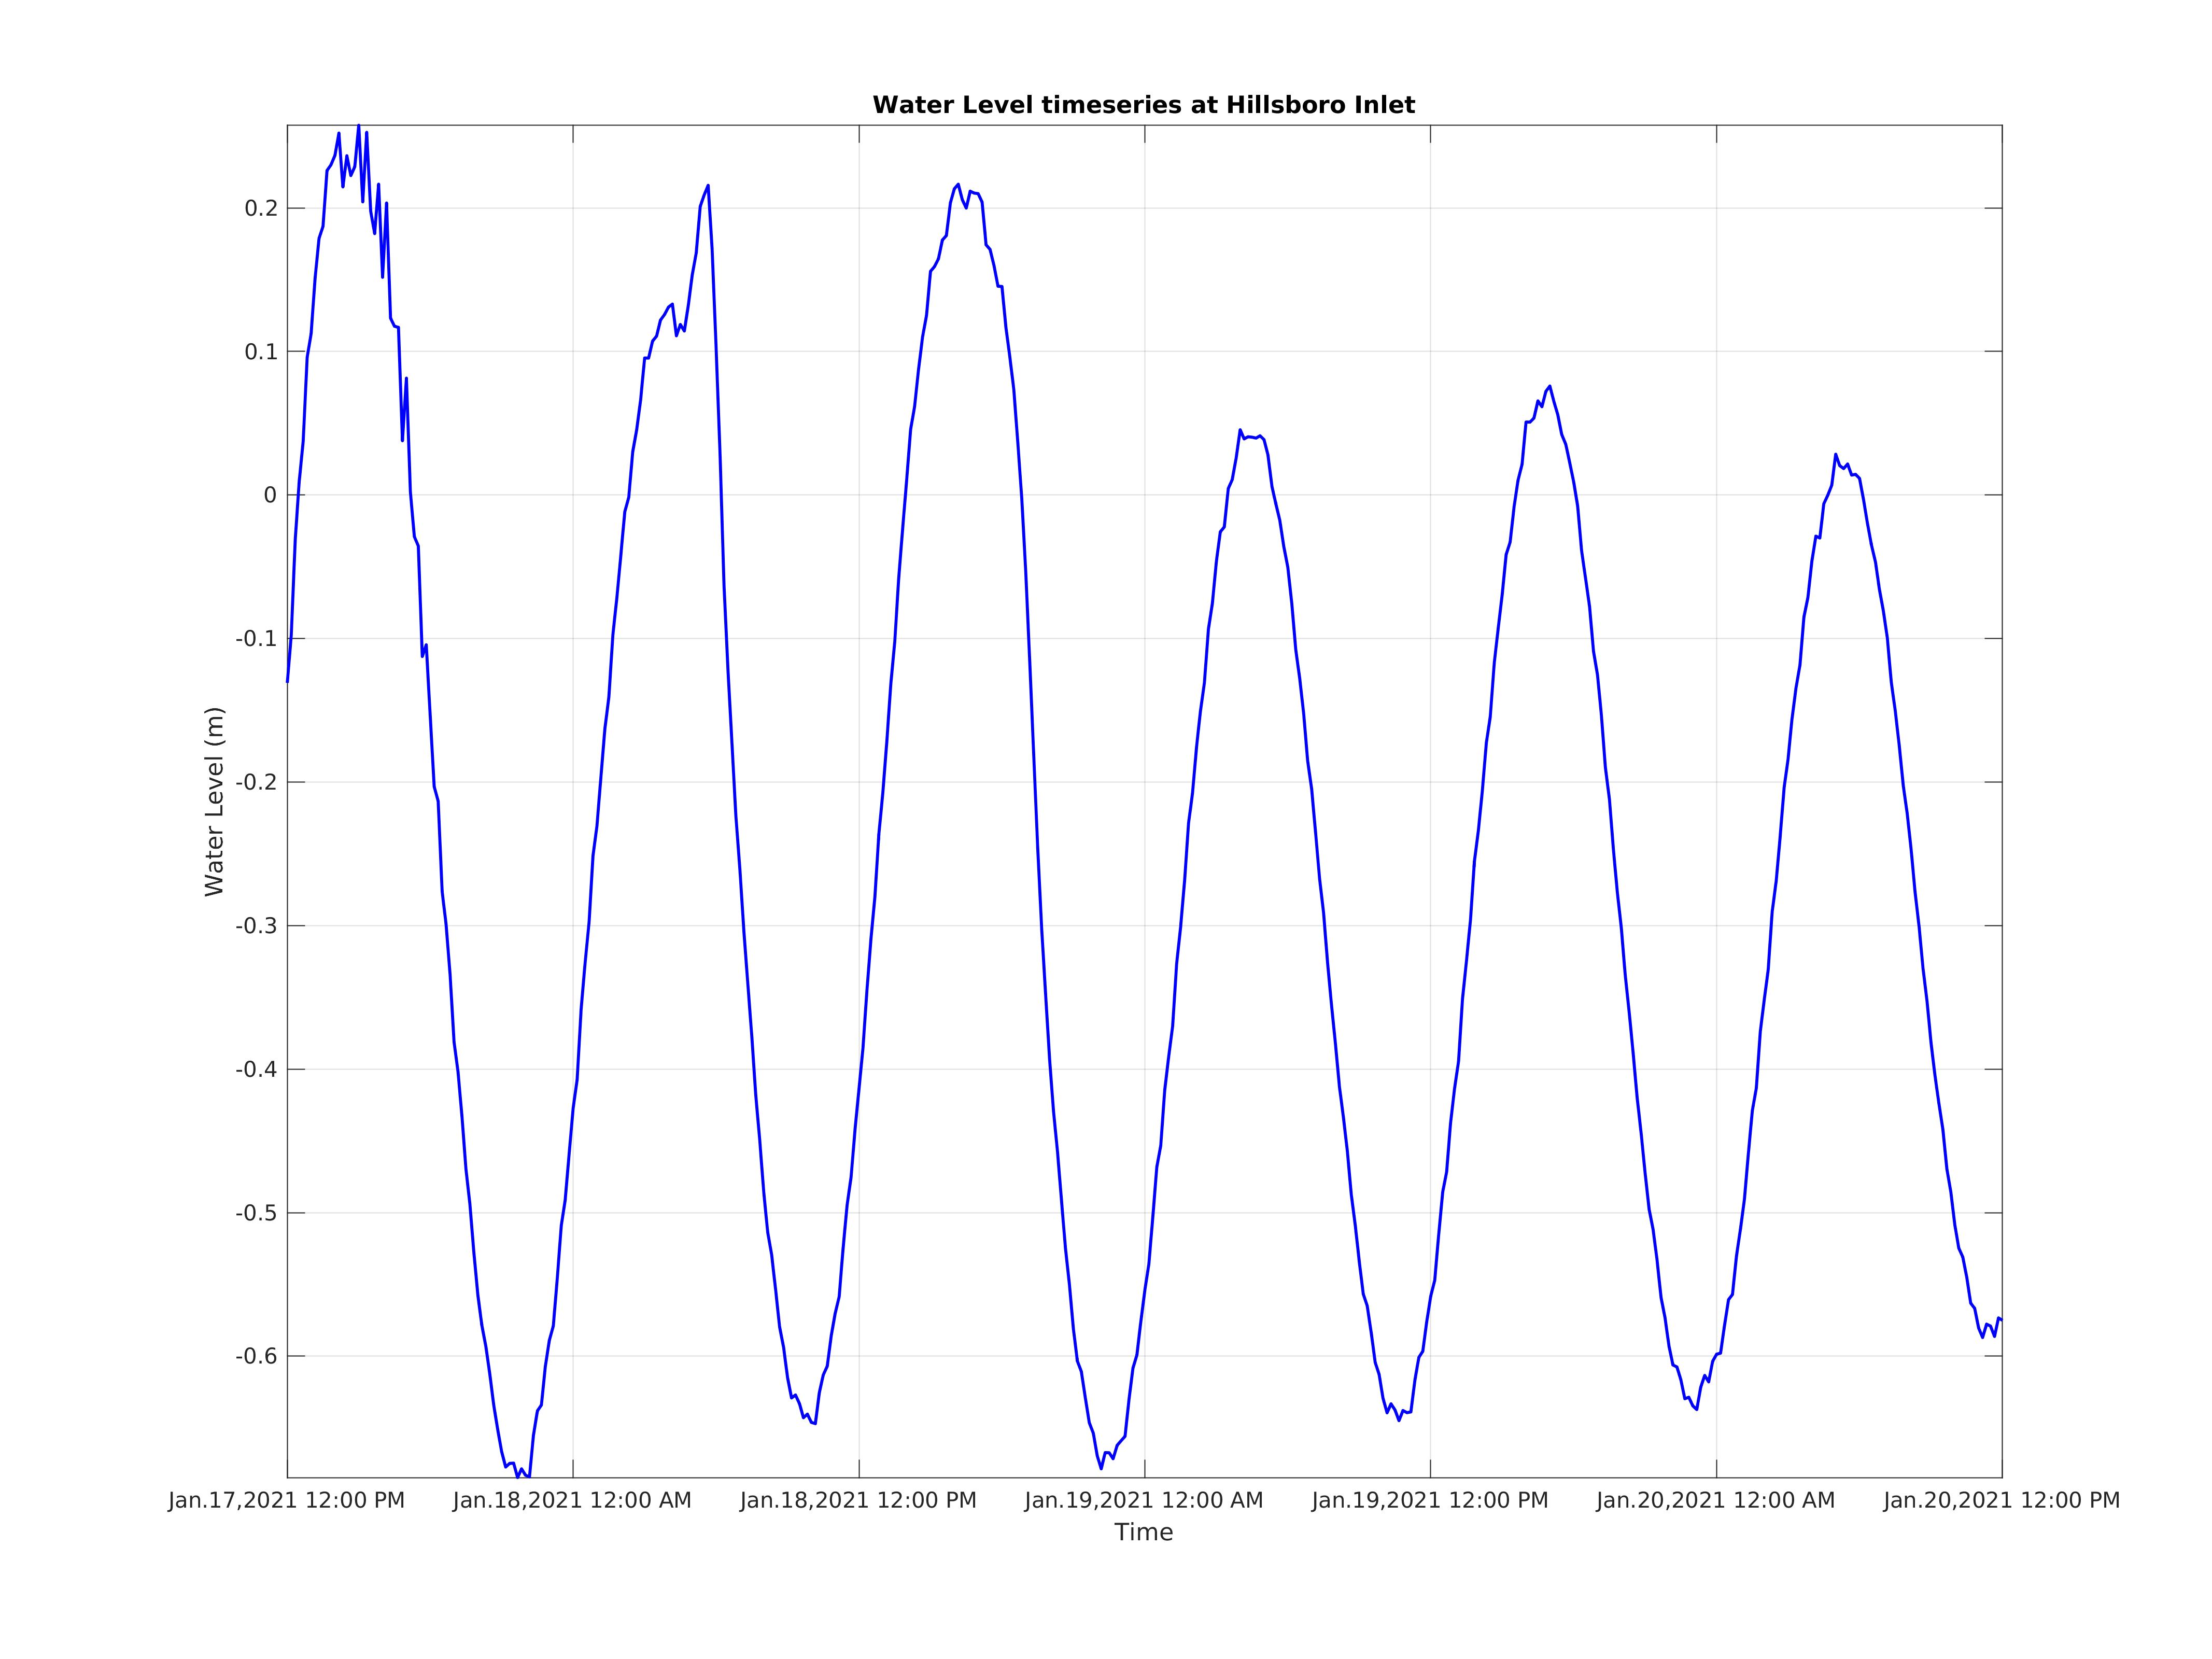 Water Level timeseries at Hillsboro Inlet
0.2
0.1
0
-0.1
-0.2
-0.3
-0.4
-0.5
-0.6
Water Level (m)
Jan.17,2021 12:00 PM
Jan.18,2021 12:00 AM
Jan.18,2021 12:00 PM
Jan.19,2021 12:00 AM
Jan.19,2021 12:00 PM
Jan.20,2021 12:00 AM
Jan.20,2021 12:00 PM
Time